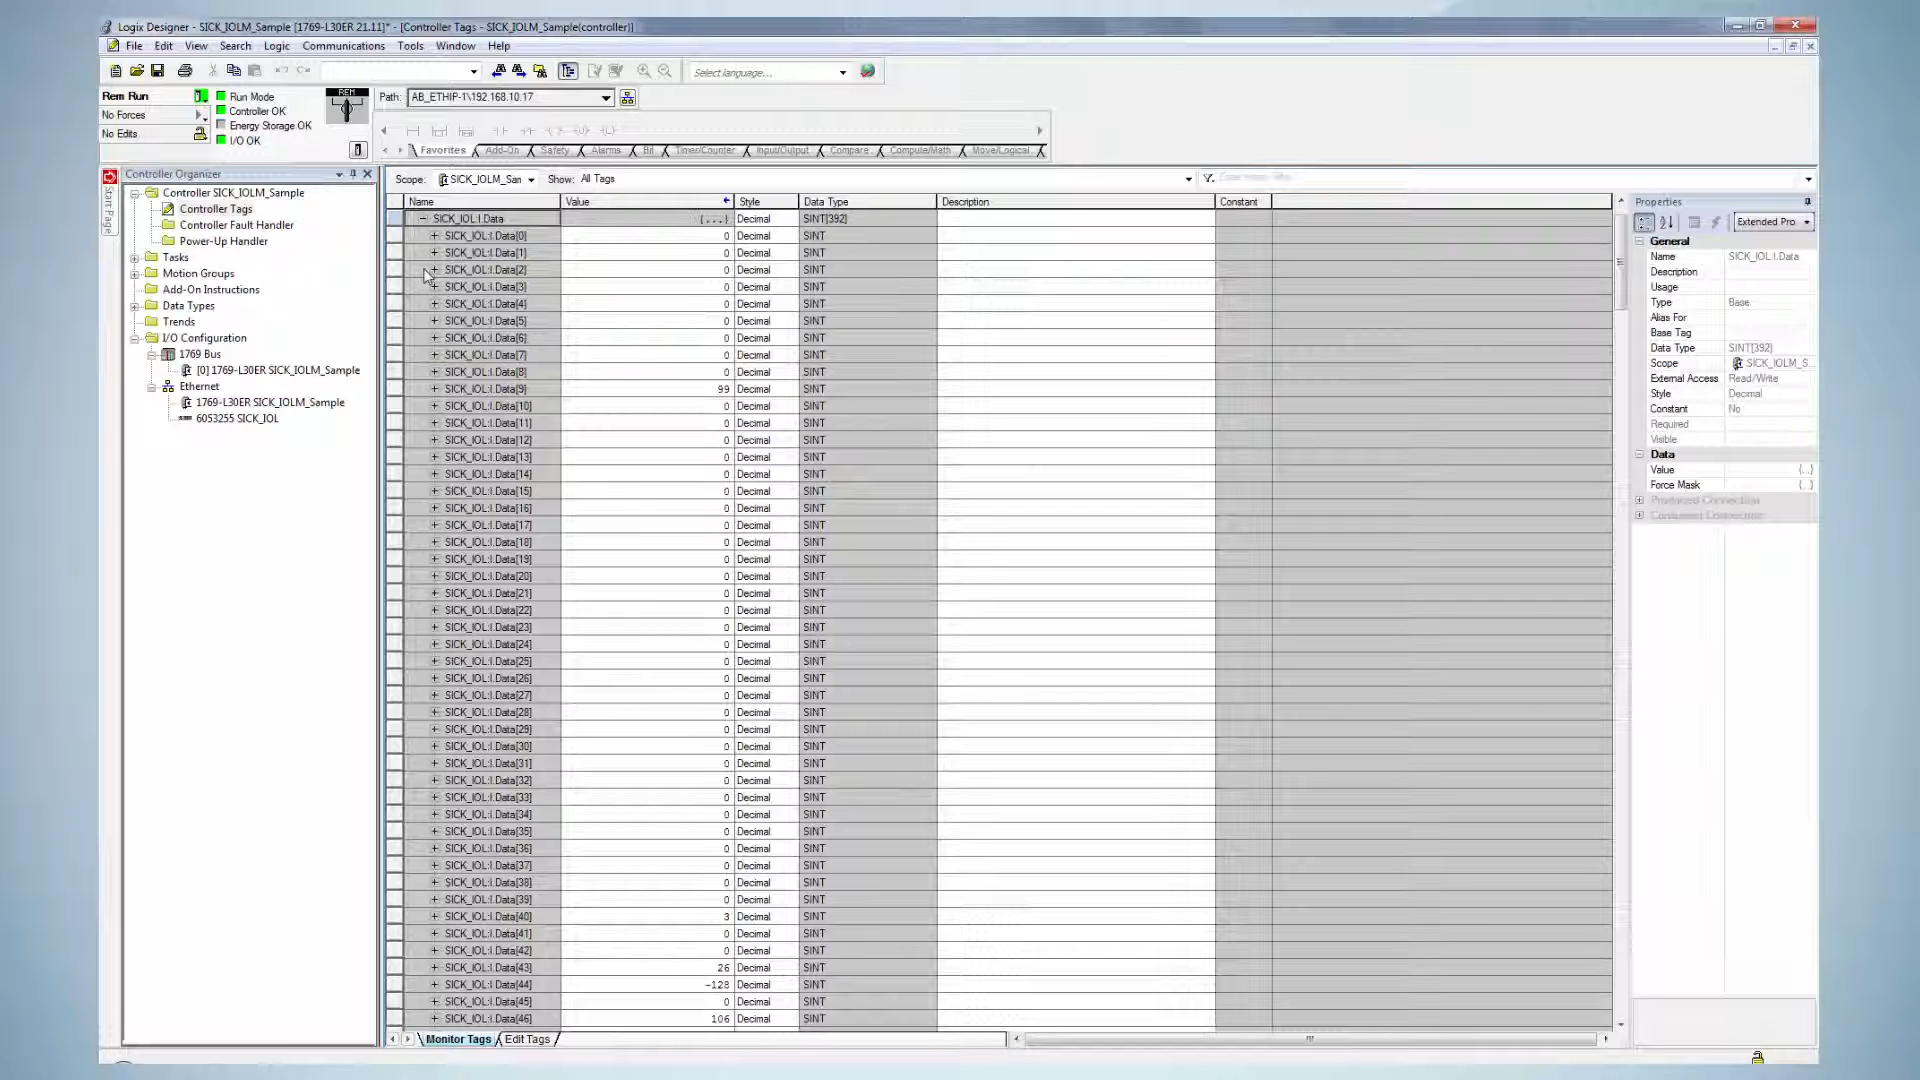 Logix Designer - SICK_IOLM_Sample [1769-L30ER 21.11]* - [Controller Tags - SICK_IOLM_Sample(controller)]
File Edit View Search Logic Communications Tools Window Help
Select language...
Rem Run Run Mode REM Path: AB_ETHIP-1\192.168.10.17
No Forces Controller OK
Energy Storage OK
No Edits I/O OK
Favorites Add-On Safety Alarms Bit Timer/Counter Input/Output Compare Compute/Math Move/Logical
Start Page
Controller Organizer
Controller SICK_IOLM_Sample
Controller Tags
Controller Fault Handler
Power-Up Handler
Tasks
Motion Groups
Add-On Instructions
Data Types
Trends
I/O Configuration
1769 Bus
[0] 1769-L30ER SICK_IOLM_Sample
Ethernet
1769-L30ER SICK_IOLM_Sample
6053255 SICK_IOL
Scope: SICK_IOLM_San Show: All Tags Enter Name Filter...
Name Value Style Data Type Description Constant
SICK_IOL:I.Data {...} Decimal SINT[392]
SICK_IOL:I.Data[0] 0 Decimal SINT
SICK_IOL:I.Data[1] 0 Decimal SINT
SICK_IOL:I.Data[2] 0 Decimal SINT
SICK_IOL:I.Data[3] 0 Decimal SINT
SICK_IOL:I.Data[4] 0 Decimal SINT
SICK_IOL:I.Data[5] 0 Decimal SINT
SICK_IOL:I.Data[6] 0 Decimal SINT
SICK_IOL:I.Data[7] 0 Decimal SINT
SICK_IOL:I.Data[8] 0 Decimal SINT
SICK_IOL:I.Data[9] 99 Decimal SINT
SICK_IOL:I.Data[10] 0 Decimal SINT
SICK_IOL:I.Data[11] 0 Decimal SINT
SICK_IOL:I.Data[12] 0 Decimal SINT
SICK_IOL:I.Data[13] 0 Decimal SINT
SICK_IOL:I.Data[14] 0 Decimal SINT
SICK_IOL:I.Data[15] 0 Decimal SINT
SICK_IOL:I.Data[16] 0 Decimal SINT
SICK_IOL:I.Data[17] 0 Decimal SINT
SICK_IOL:I.Data[18] 0 Decimal SINT
SICK_IOL:I.Data[19] 0 Decimal SINT
SICK_IOL:I.Data[20] 0 Decimal SINT
SICK_IOL:I.Data[21] 0 Decimal SINT
SICK_IOL:I.Data[22] 0 Decimal SINT
SICK_IOL:I.Data[23] 0 Decimal SINT
SICK_IOL:I.Data[24] 0 Decimal SINT
SICK_IOL:I.Data[25] 0 Decimal SINT
SICK_IOL:I.Data[26] 0 Decimal SINT
SICK_IOL:I.Data[27] 0 Decimal SINT
SICK_IOL:I.Data[28] 0 Decimal SINT
SICK_IOL:I.Data[29] 0 Decimal SINT
SICK_IOL:I.Data[30] 0 Decimal SINT
SICK_IOL:I.Data[31] 0 Decimal SINT
SICK_IOL:I.Data[32] 0 Decimal SINT
SICK_IOL:I.Data[33] 0 Decimal SINT
SICK_IOL:I.Data[34] 0 Decimal SINT
SICK_IOL:I.Data[35] 0 Decimal SINT
SICK_IOL:I.Data[36] 0 Decimal SINT
SICK_IOL:I.Data[37] 0 Decimal SINT
SICK_IOL:I.Data[38] 0 Decimal SINT
SICK_IOL:I.Data[39] 0 Decimal SINT
SICK_IOL:I.Data[40] 3 Decimal SINT
SICK_IOL:I.Data[41] 0 Decimal SINT
SICK_IOL:I.Data[42] 0 Decimal SINT
SICK_IOL:I.Data[43] 26 Decimal SINT
SICK_IOL:I.Data[44] -128 Decimal SINT
SICK_IOL:I.Data[45] 0 Decimal SINT
SICK_IOL:I.Data[46] 106 Decimal SINT
Monitor Tags Edit Tags
Properties
Extended Pro
General
Name SICK_IOL:I.Data
Description
Usage
Type Base
Alias For
Base Tag
Data Type SINT[392]
Scope SICK_IOLM_S...
External Access Read/Write
Style Decimal
Constant No
Required
Visible
Data
Value {...}
Force Mask {...}
Produced Connection
Consumed Connection